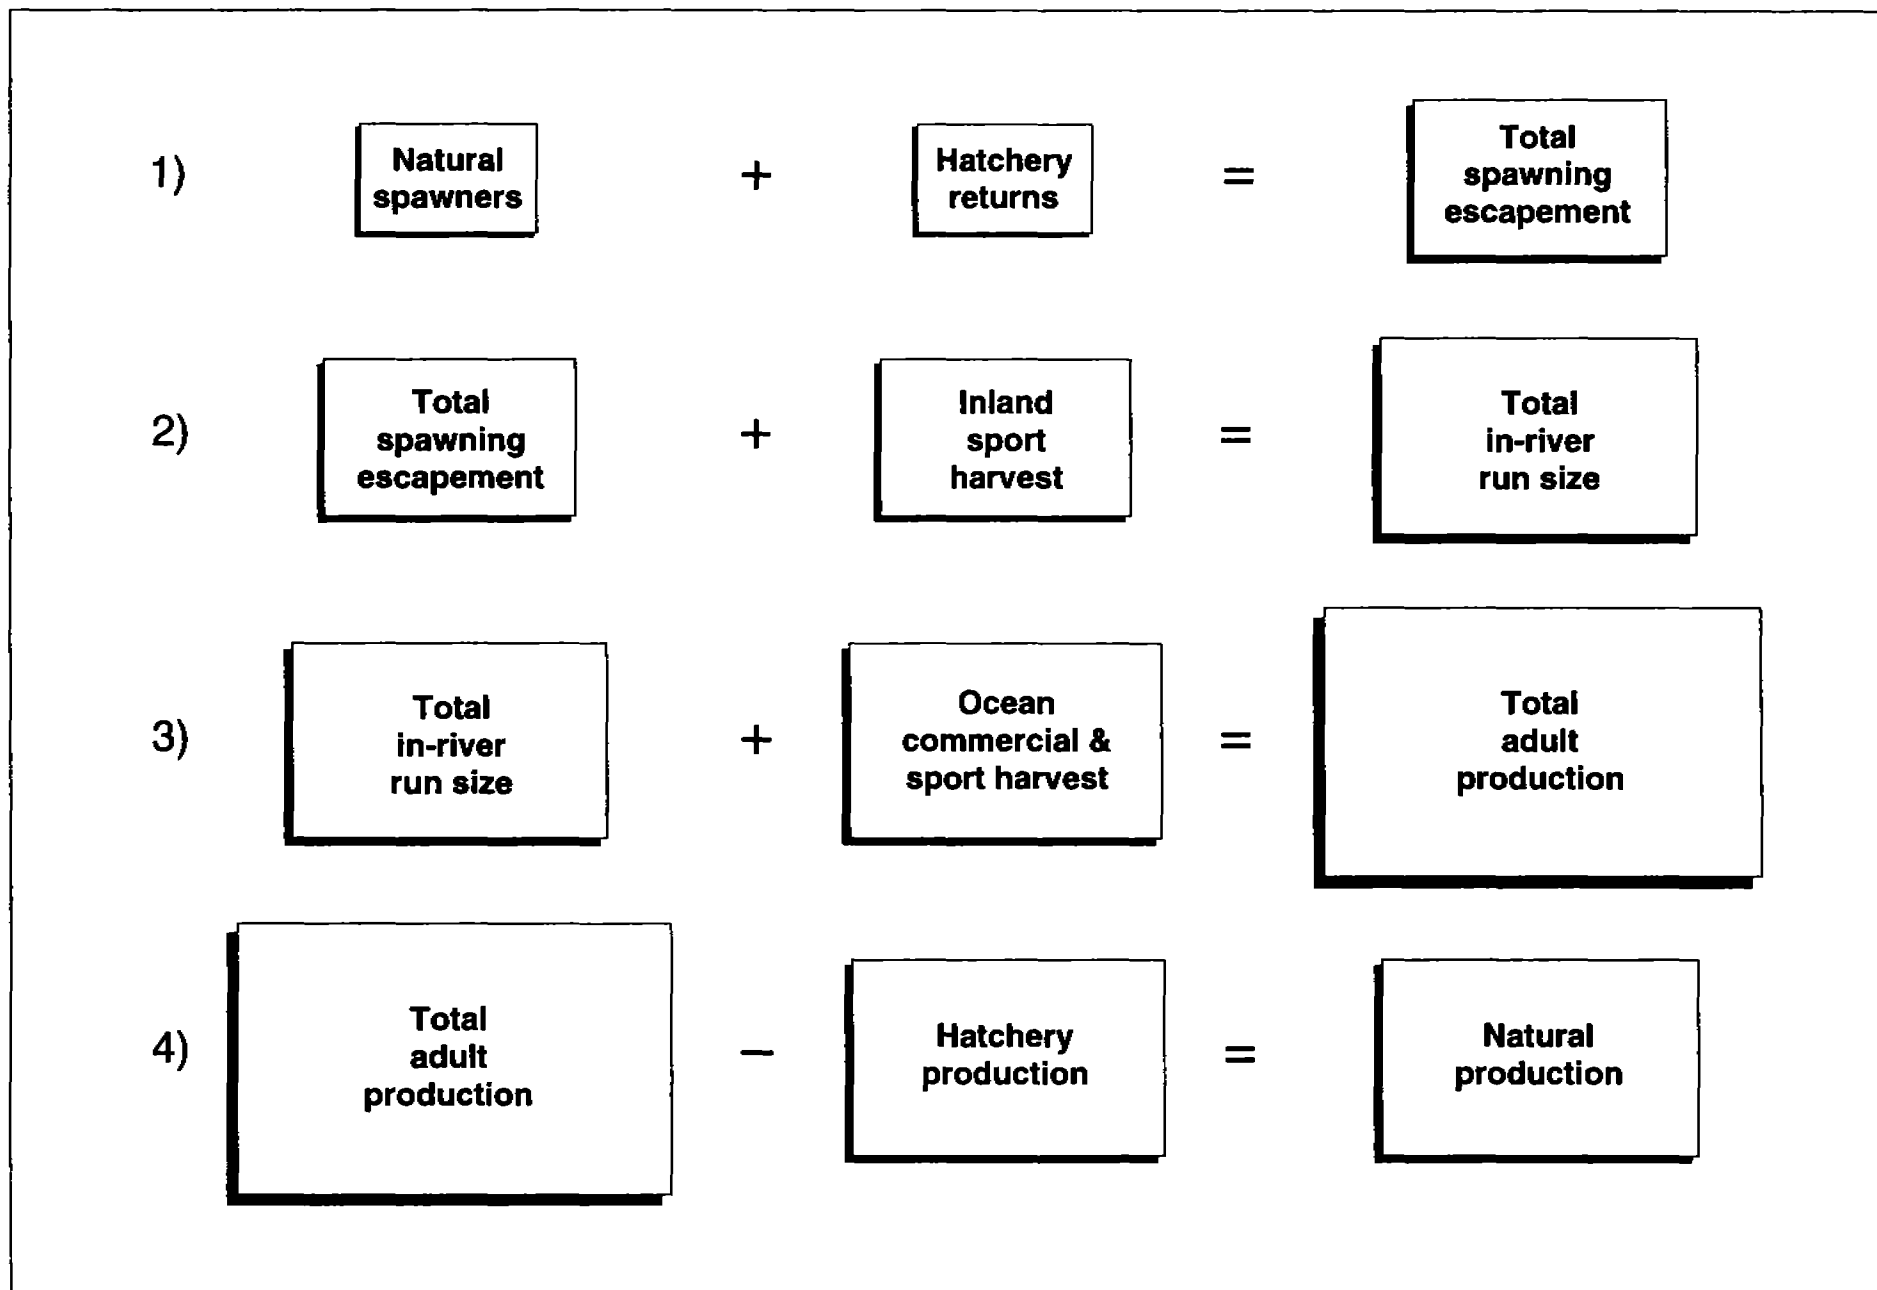 1)
Natural
spawners
+
Hatchery
returns
=
Total
spawning
escapement
2)
Total
spawning
escapement
+
Inland
sport
harvest
=
Total
in-river
run size
3)
Total
in-river
run size
+
Ocean
commercial &
sport harvest
=
Total
adult
production
4)
Total
adult
production
–
Hatchery
production
=
Natural
production